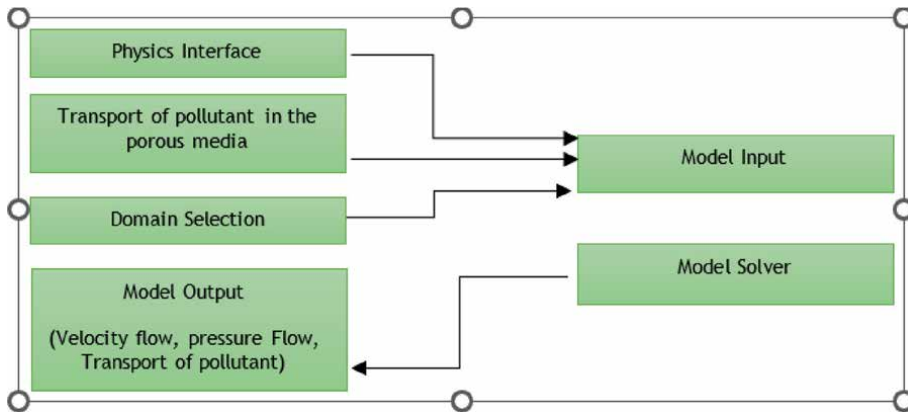 Physics Interface
Transport of pollutant in the
porous media
Model Input
Domain Selection
Model Solver
Model Output
(Velocity flow, pressure Flow,
Transport of pollutant)